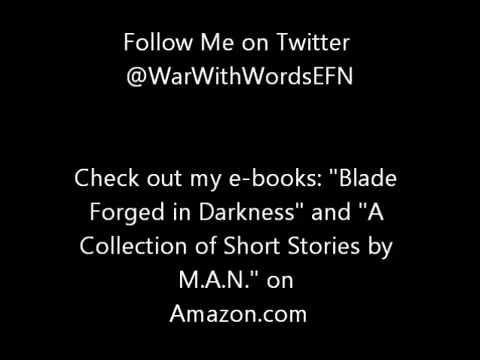 Follow Me on Twitter
@WarWithWordsEFN
Check out my e-books: "Blade
Forged in Darkness" and "A
Collection of Short Stories by
M.A.N." on
Amazon.com